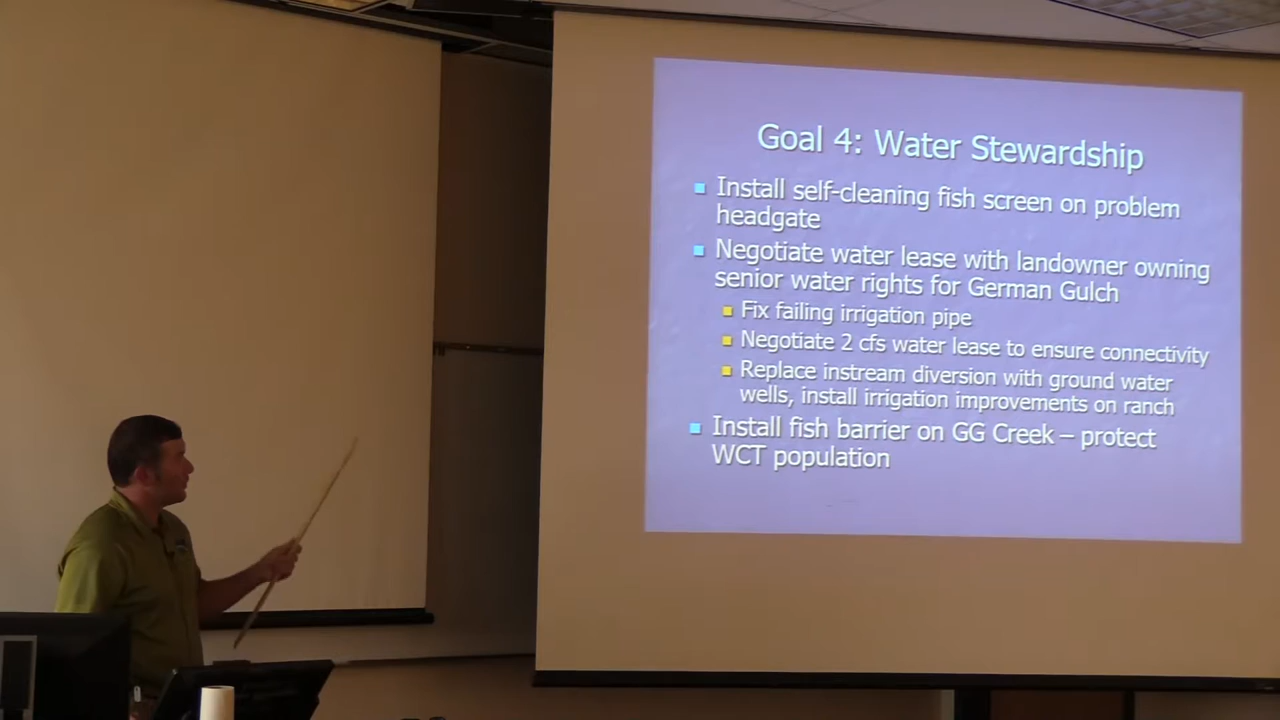 Goal 4: Water Stewardship
Install self-cleaning fish screen on problem
headgate
Negotiate water lease with landowner owning
senior water rights for German Gulch
Fix failing irrigation pipe
Negotiate 2 cfs water lease to ensure connectivity
Replace instream diversion with ground water
wells, install irrigation improvements on ranch
Install fish barrier on GG Creek – protect
WCT population